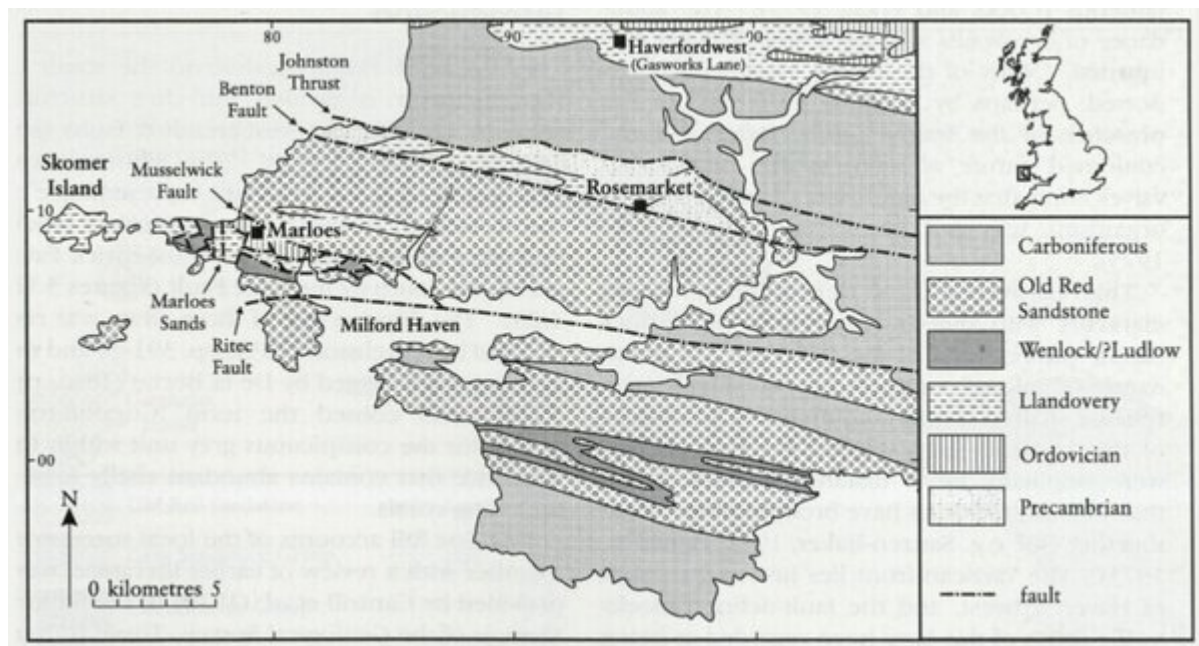 80
90
00
Haverfordwest
(Gasworks Lane)
Johnston
Thrust
Benton
Fault
Skomer
Island
Musselwick
Fault
Rosemarket
10
Marloes
Marloes
Sands
Milford Haven
Ritec
Fault
00
N
0 kilometres 5
Carboniferous
Old Red
Sandstone
Wenlock/?Ludlow
Llandovery
Ordovician
Precambrian
fault